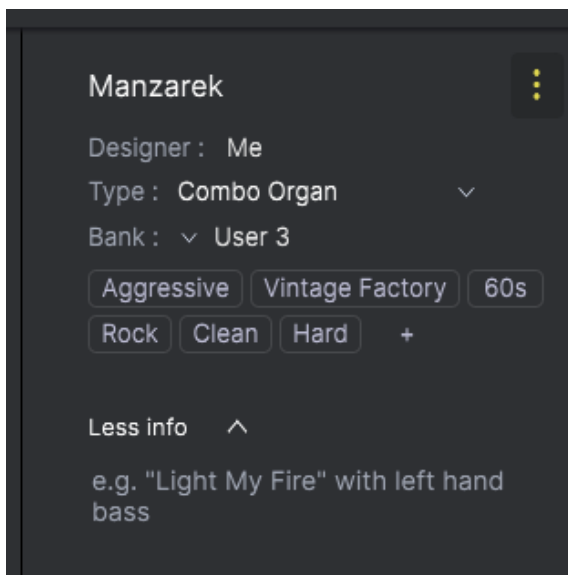 Manzarek
Designer : Me
Type : Combo Organ
Bank : User 3
Aggressive Vintage Factory 60s
Rock Clean Hard +
Less info
e.g. "Light My Fire" with left hand
bass